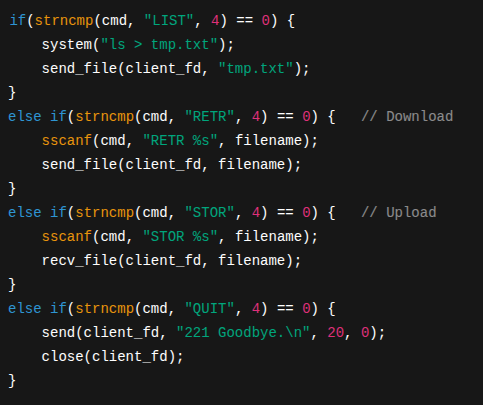 if(strncmp(cmd, "LIST", 4) == 0) {
    system("ls > tmp.txt");
    send_file(client_fd, "tmp.txt");
}
else if(strncmp(cmd, "RETR", 4) == 0) {   // Download
    sscanf(cmd, "RETR %s", filename);
    send_file(client_fd, filename);
}
else if(strncmp(cmd, "STOR", 4) == 0) {   // Upload
    sscanf(cmd, "STOR %s", filename);
    recv_file(client_fd, filename);
}
else if(strncmp(cmd, "QUIT", 4) == 0) {
    send(client_fd, "221 Goodbye.\n", 20, 0);
    close(client_fd);
}